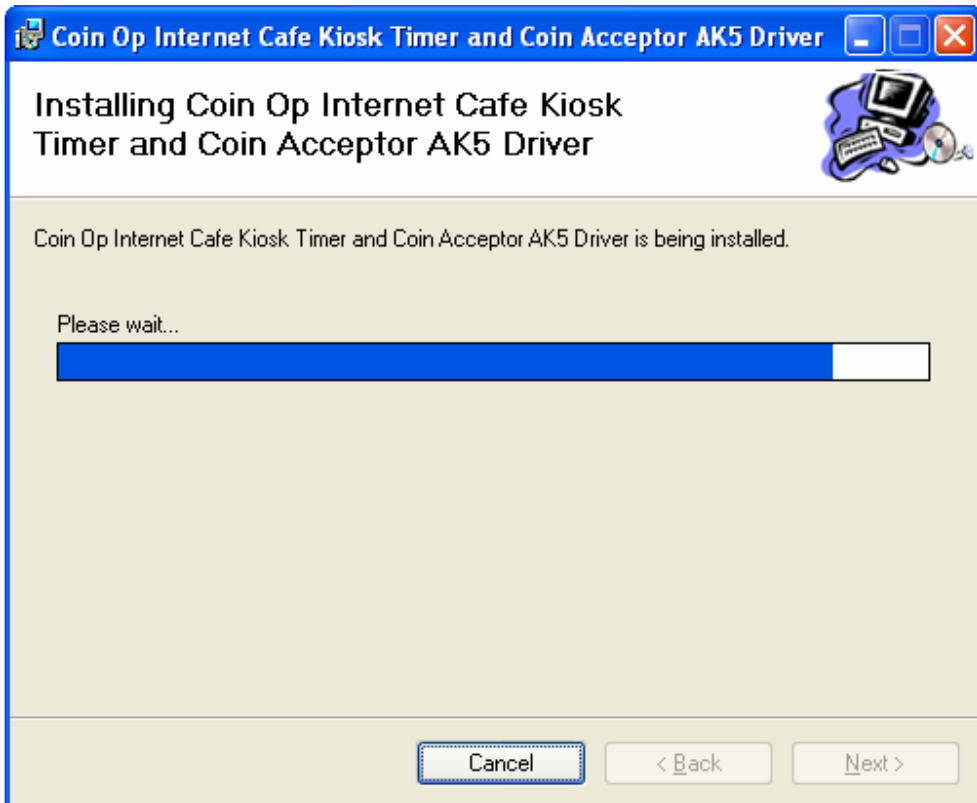 Coin Op Internet Cafe Kiosk Timer and Coin Acceptor AK5 Driver
Installing Coin Op Internet Cafe Kiosk
Timer and Coin Acceptor AK5 Driver
Coin Op Internet Cafe Kiosk Timer and Coin Acceptor AK5 Driver is being installed.
Please wait...
Cancel
< Back
Next >